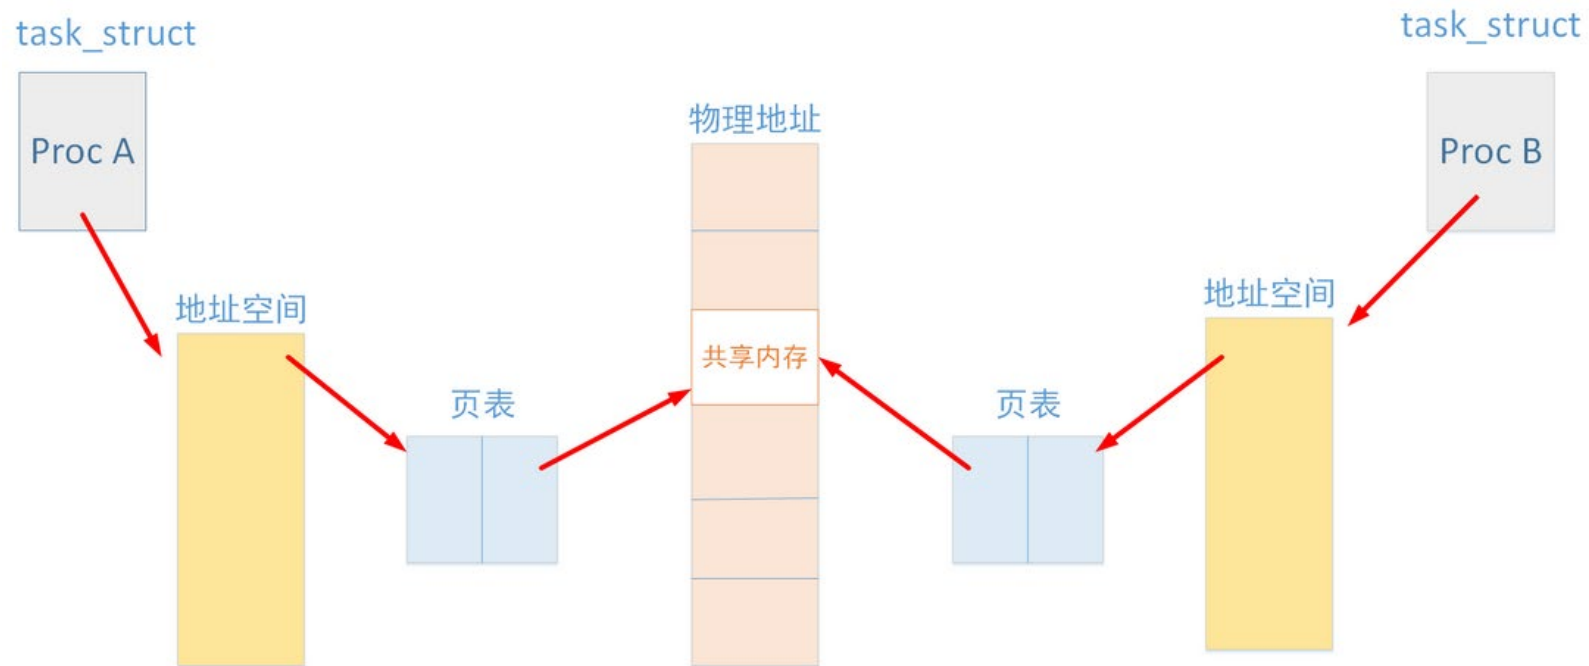 task_struct
task_struct
Proc A
物理地址
Proc B
地址空间
地址空间
共享内存
页表
页表